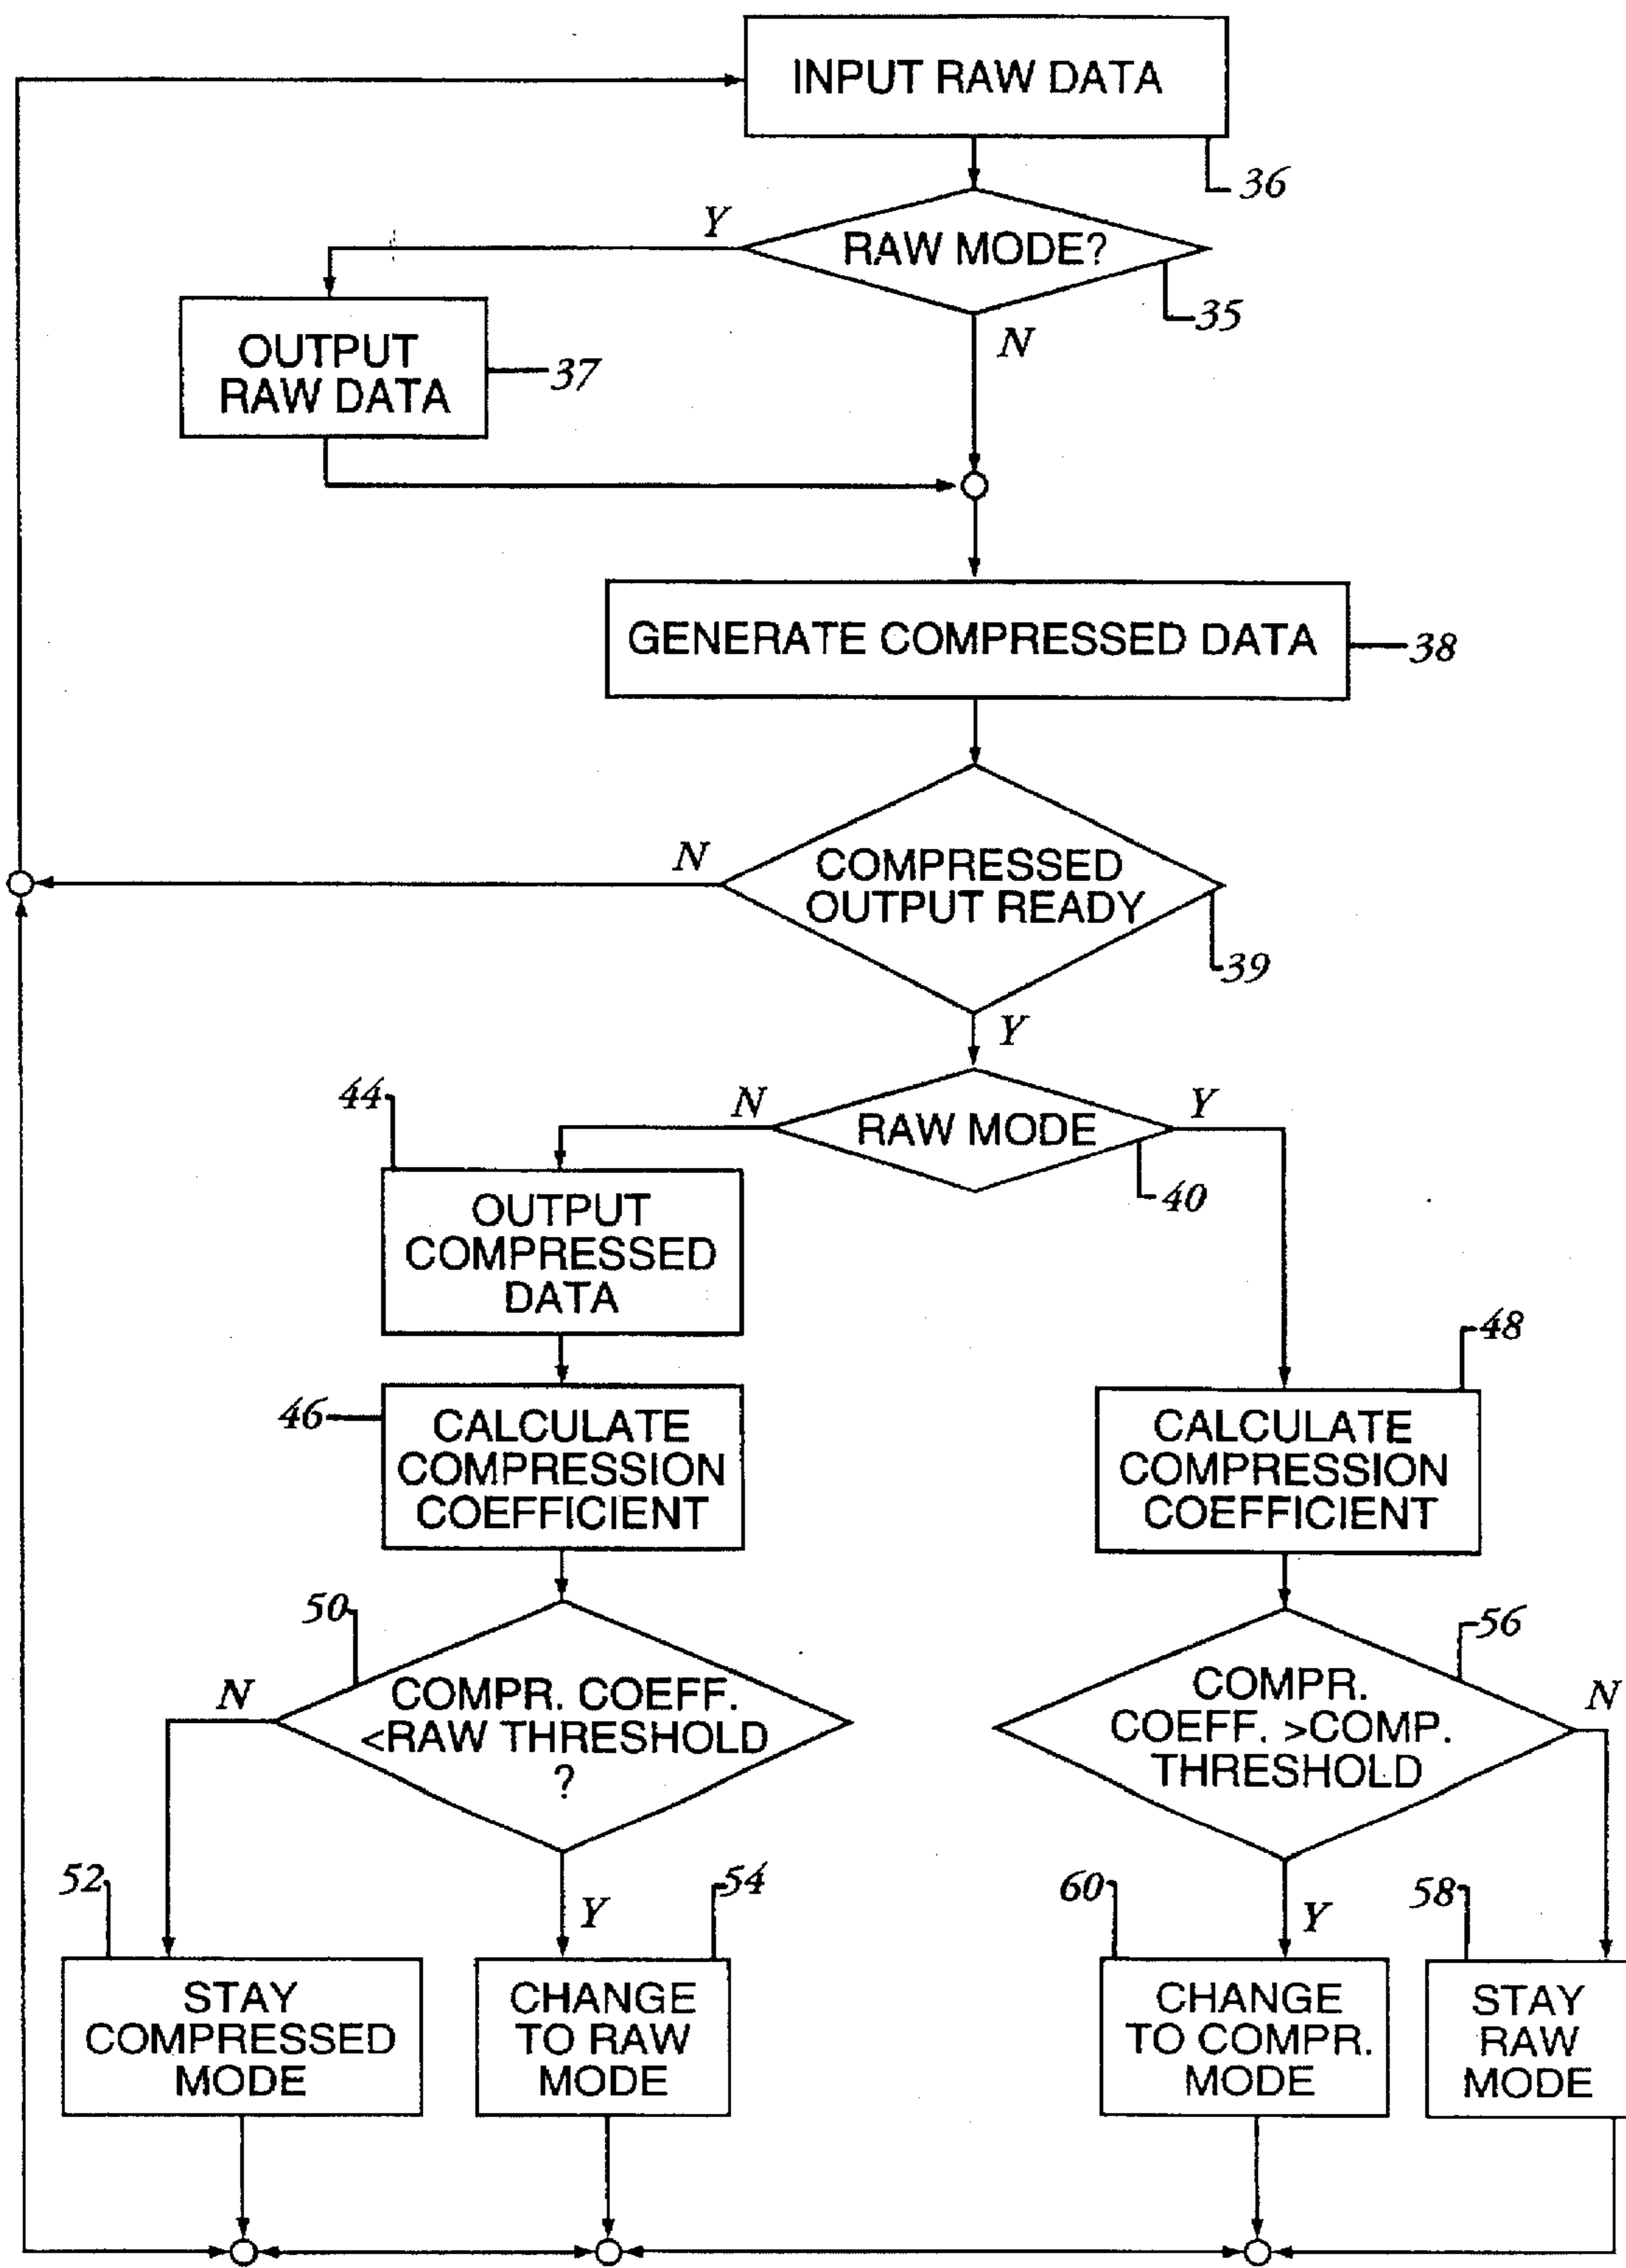 INPUT RAW DATA
36
Y
RAW MODE?
35
N
OUTPUT
RAW DATA
37
GENERATE COMPRESSED DATA
38
N
COMPRESSED
OUTPUT READY
39
Y
44
N
RAW MODE
Y
40
OUTPUT
COMPRESSED
DATA
46
CALCULATE
COMPRESSION
COEFFICIENT
48
CALCULATE
COMPRESSION
COEFFICIENT
50
N
COMPR. COEFF.
<RAW THRESHOLD
?
56
COMPR.
COEFF. >COMP.
THRESHOLD
N
52
54
Y
60
Y
58
STAY
COMPRESSED
MODE
CHANGE
TO RAW
MODE
CHANGE
TO COMPR.
MODE
STAY
RAW
MODE